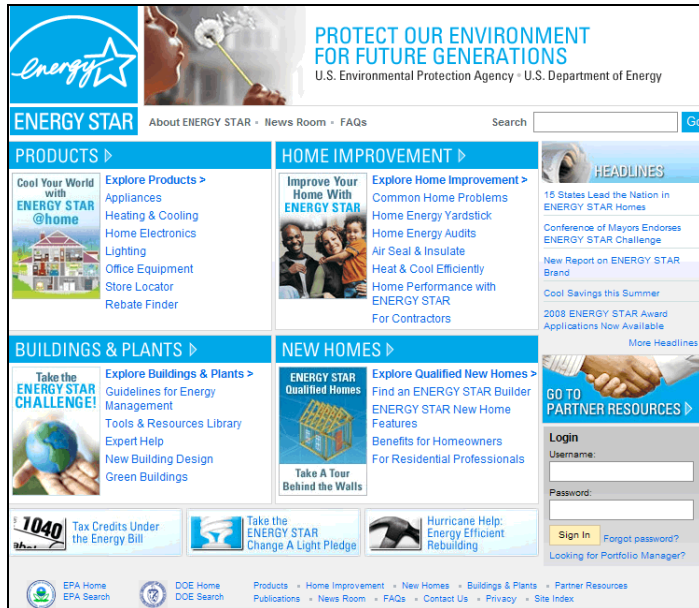 energy
ENERGY STAR
PROTECT OUR ENVIRONMENT
FOR FUTURE GENERATIONS
U.S. Environmental Protection Agency • U.S. Department of Energy
About ENERGY STAR • News Room • FAQs
Search
Go
PRODUCTS
Cool Your World
with
ENERGY STAR
@home
Explore Products >
Appliances
Heating & Cooling
Home Electronics
Lighting
Office Equipment
Store Locator
Rebate Finder
HOME IMPROVEMENT
Improve Your
Home With
ENERGY STAR
Explore Home Improvement >
Common Home Problems
Home Energy Yardstick
Home Energy Audits
Air Seal & Insulate
Heat & Cool Efficiently
Home Performance with
ENERGY STAR
For Contractors
HEADLINES
15 States Lead the Nation in
ENERGY STAR Homes
Conference of Mayors Endorses
ENERGY STAR Challenge
New Report on ENERGY STAR
Brand
Cool Savings this Summer
2008 ENERGY STAR Award
Applications Now Available
More Headlines
BUILDINGS & PLANTS
Take the
ENERGY STAR
CHALLENGE!
Explore Buildings & Plants >
Guidelines for Energy
Management
Tools & Resources Library
Expert Help
New Building Design
Green Buildings
NEW HOMES
ENERGY STAR
Qualified Homes
Take A Tour
Behind the Walls
Explore Qualified New Homes >
Find an ENERGY STAR Builder
ENERGY STAR New Home
Features
Benefits for Homeowners
For Residential Professionals
GO TO
PARTNER RESOURCES
Login
Username:
Password:
Sign In
Forgot password?
Looking for Portfolio Manager?
1040
Tax Credits Under
the Energy Bill
Take the
ENERGY STAR
Change A Light Pledge
Hurricane Help:
Energy Efficient
Rebuilding
EPA Home
EPA Search
DOE Home
DOE Search
Products • Home Improvement • New Homes • Buildings & Plants • Partner Resources
Publications • News Room • FAQs • Contact Us • Privacy • Site Index